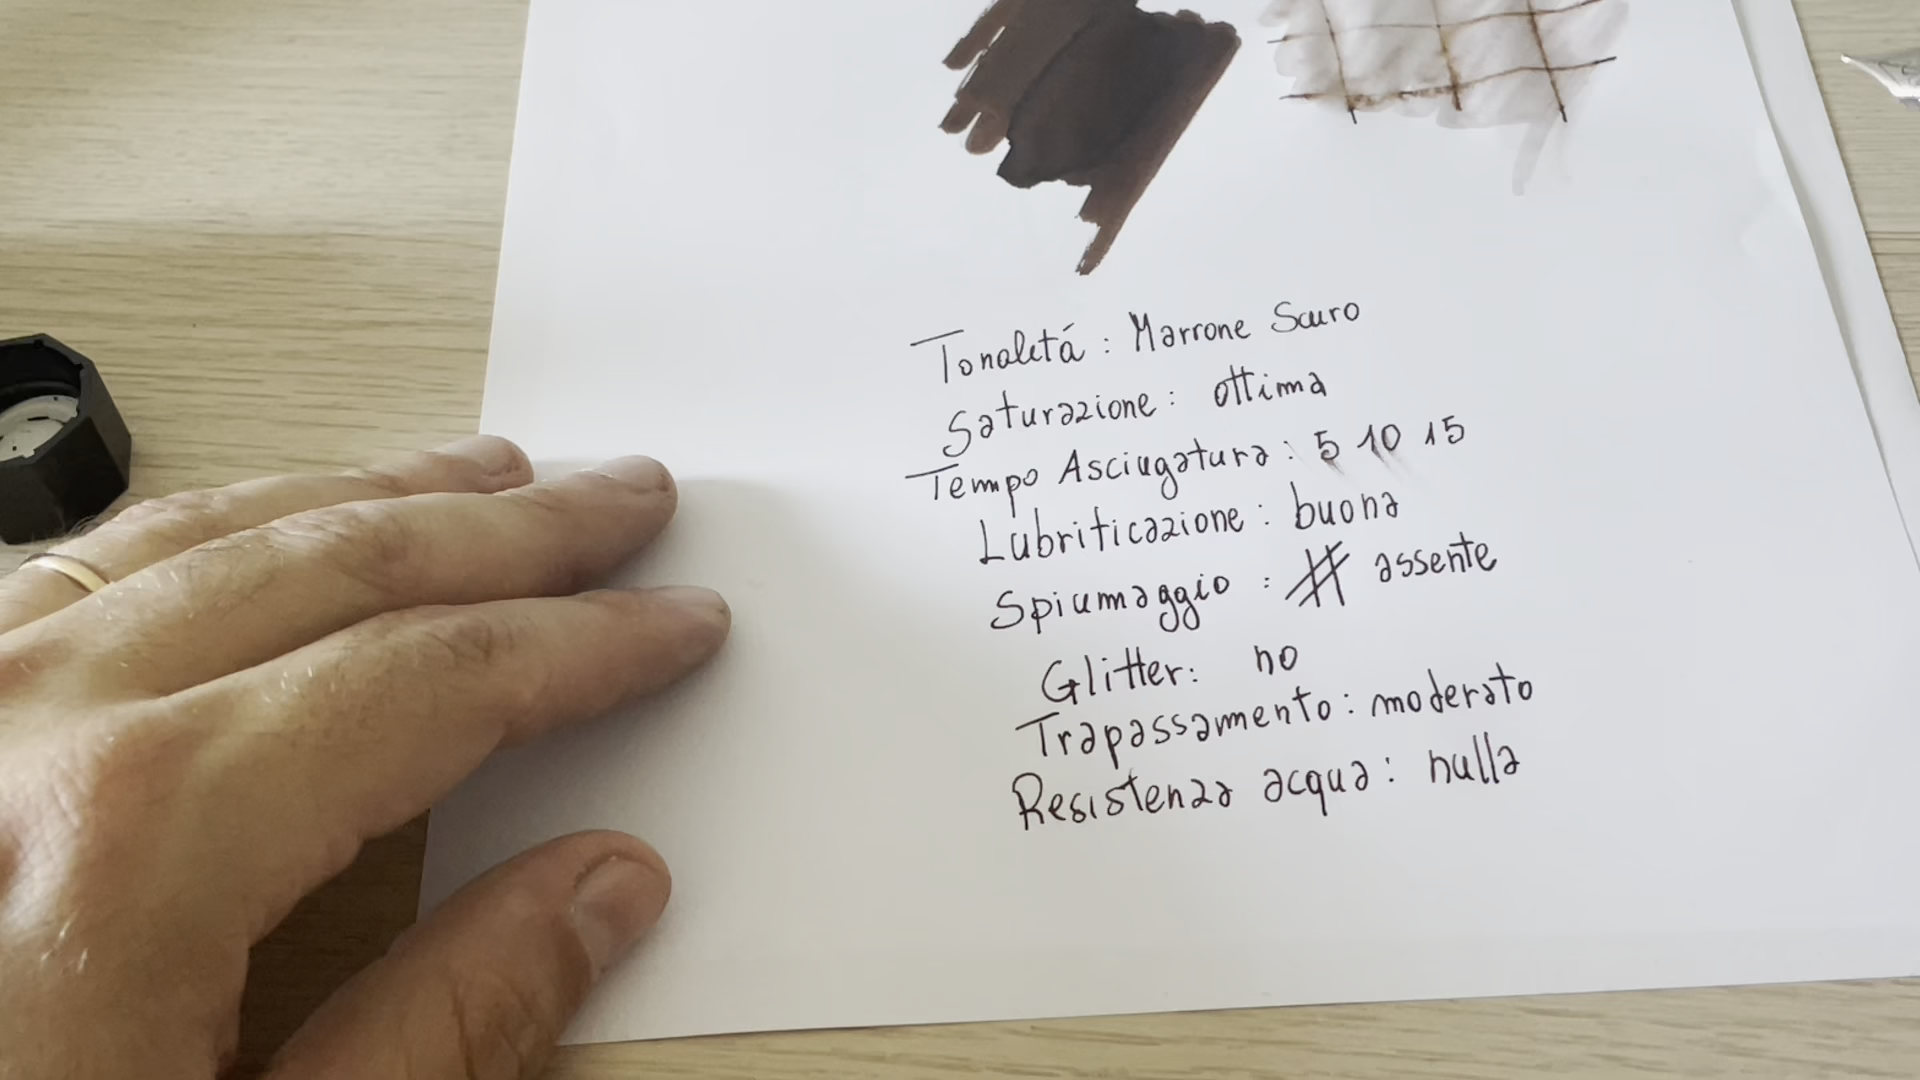 Tonalitá : Marrone Scuro
Saturazione : ottima
Tempo Asciugatura : 5 10 15
Lubrificazione : buona
Spiumaggio : # assente
Glitter: no
Trapassamento : moderato
Resistenza acqua : nulla